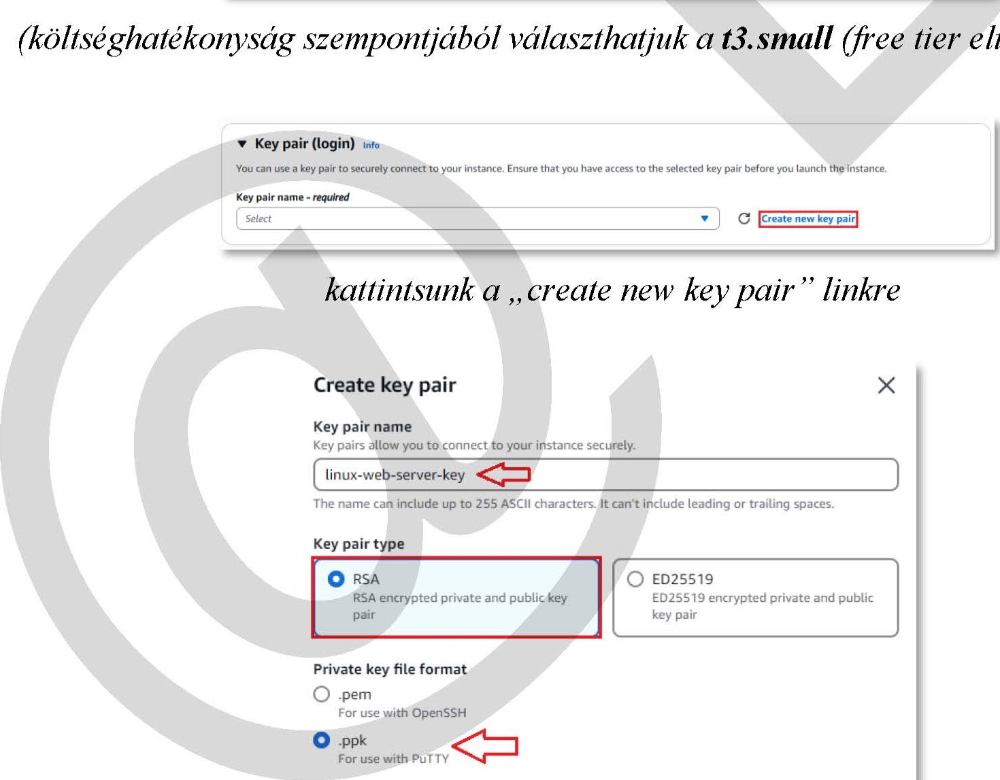 (költséghatékonyság szempontjából választhatjuk a t3.small (free tier
▼ Key pair (login) Info
You can use a key pair to securely connect to your instance. Ensure that you have access to the selected key pair before you launch the instance.
Key pair name - required
Select
Create new key pair
kattintsunk a „create new key pair” linkre
Create key pair
Key pair name
Key pairs allow you to connect to your instance securely.
linux-web-server-key
The name can include up to 255 ASCII characters. It can't include leading or trailing spaces.
Key pair type
RSA
RSA encrypted private and public key
pair
ED25519
ED25519 encrypted private and public
key pair
Private key file format
.pem
For use with OpenSSH
.ppk
For use with PuTTY